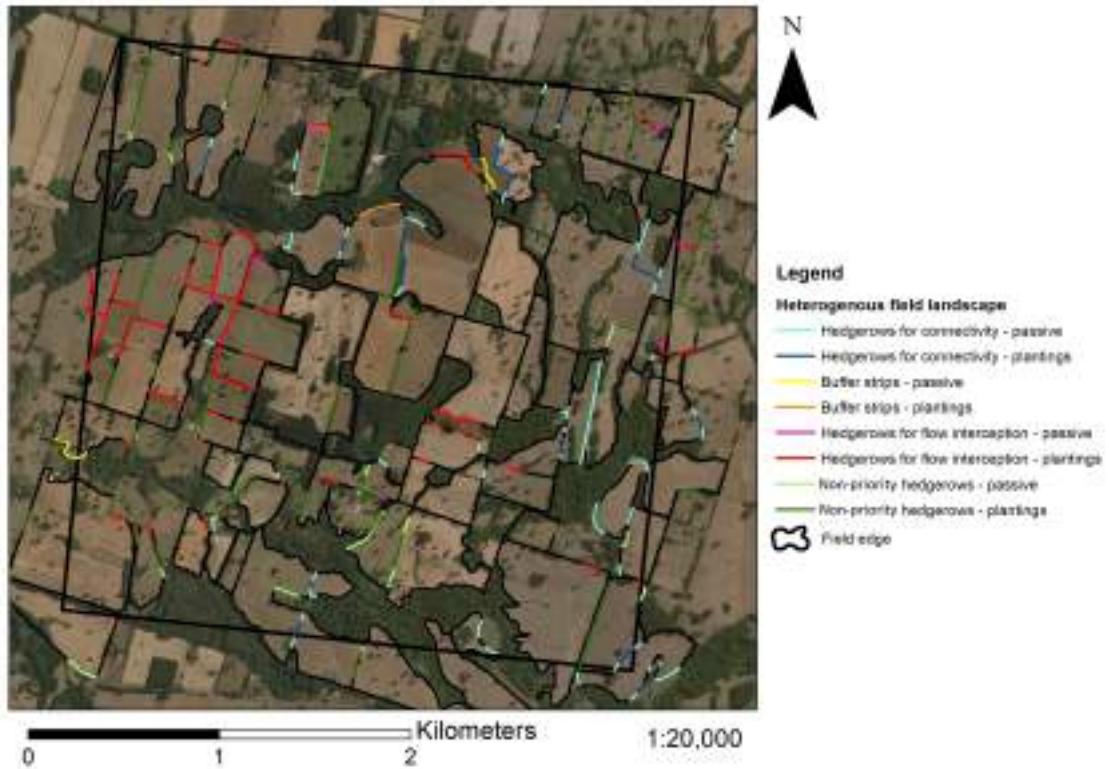 N
Legend
Heterogenous field landscape
Hedgerows for connectivity - passive
Hedgerows for connectivity - plantings
Buffer strips - passive
Buffer strips - plantings
Hedgerows for flow interception - passive
Hedgerows for flow interception - plantings
Non-priority hedgerows - passive
Non-priority hedgerows - plantings
Field edge
Kilometers
0 1 2
1:20,000